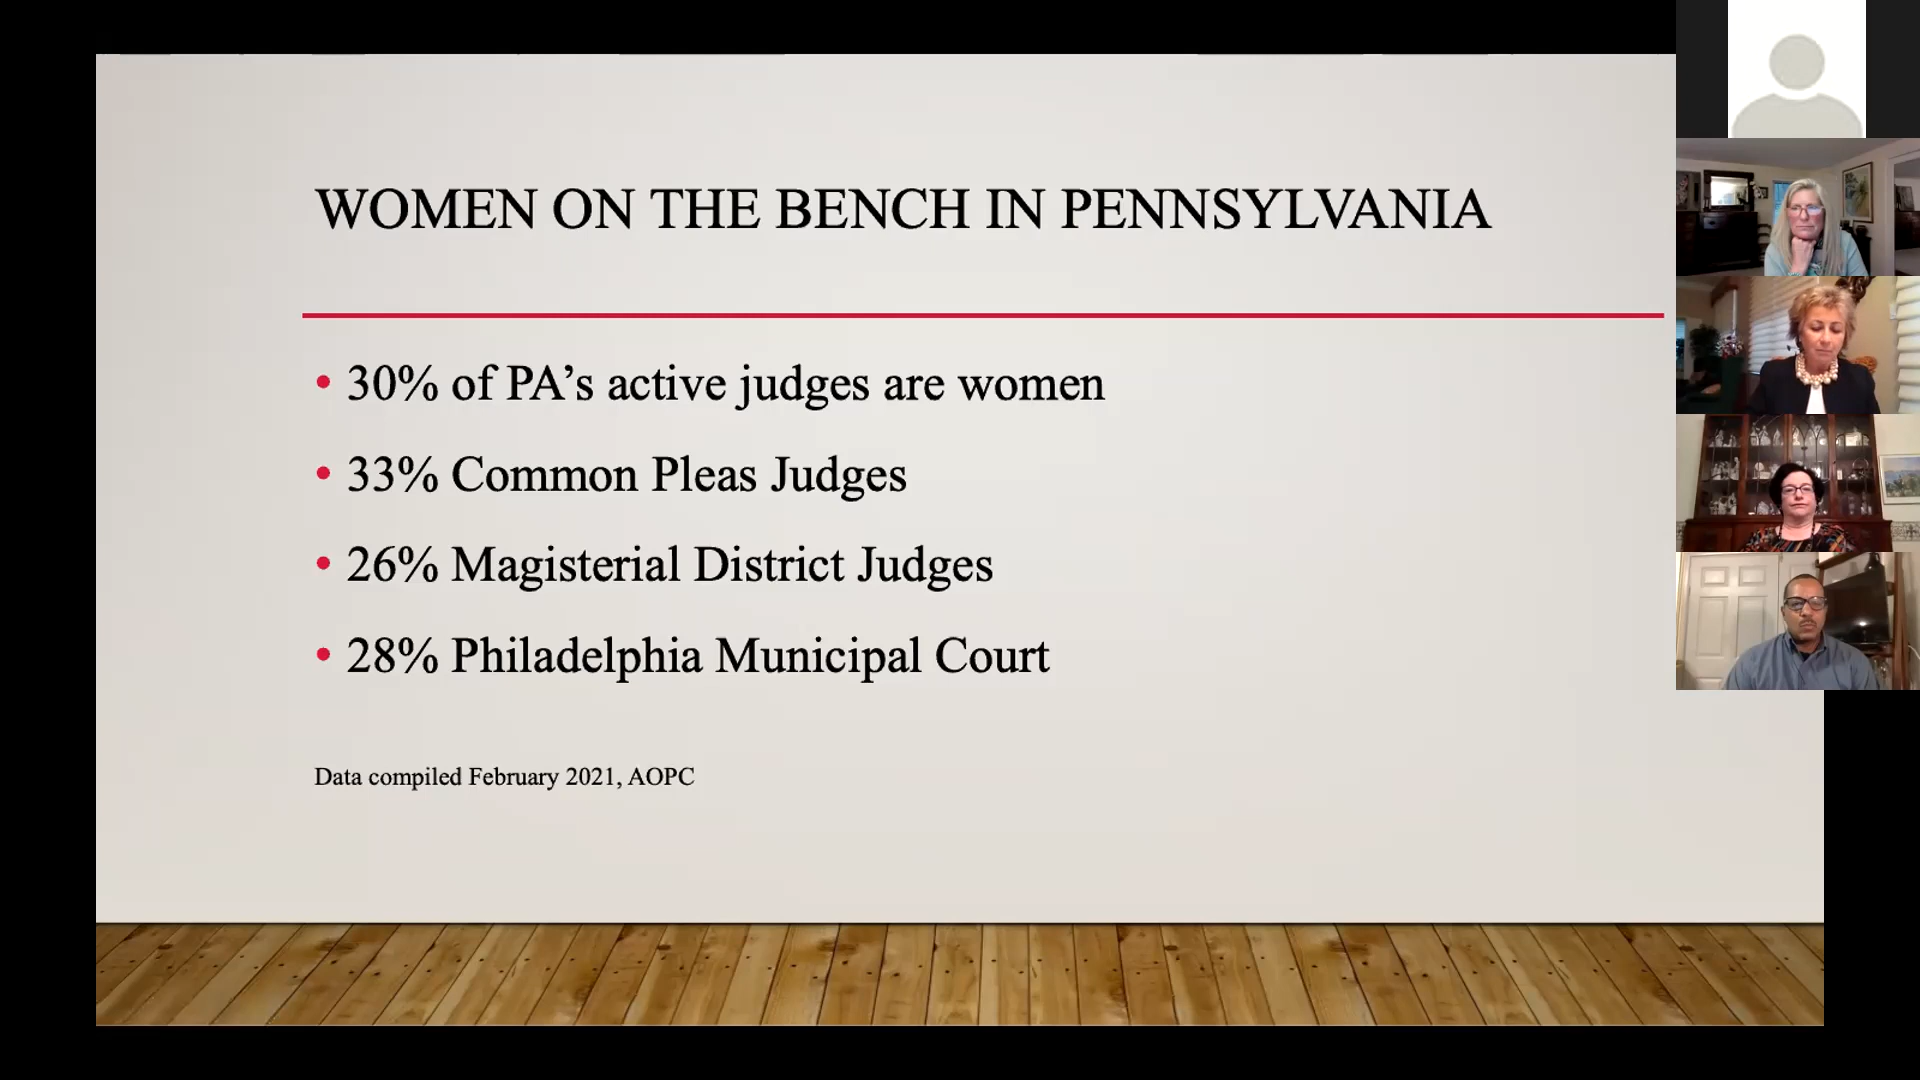 WOMEN ON THE BENCH IN PENNSYLVANIA
• 30% of PA’s active judges are women
• 33% Common Pleas Judges
• 26% Magisterial District Judges
• 28% Philadelphia Municipal Court
Data compiled February 2021, AOPC